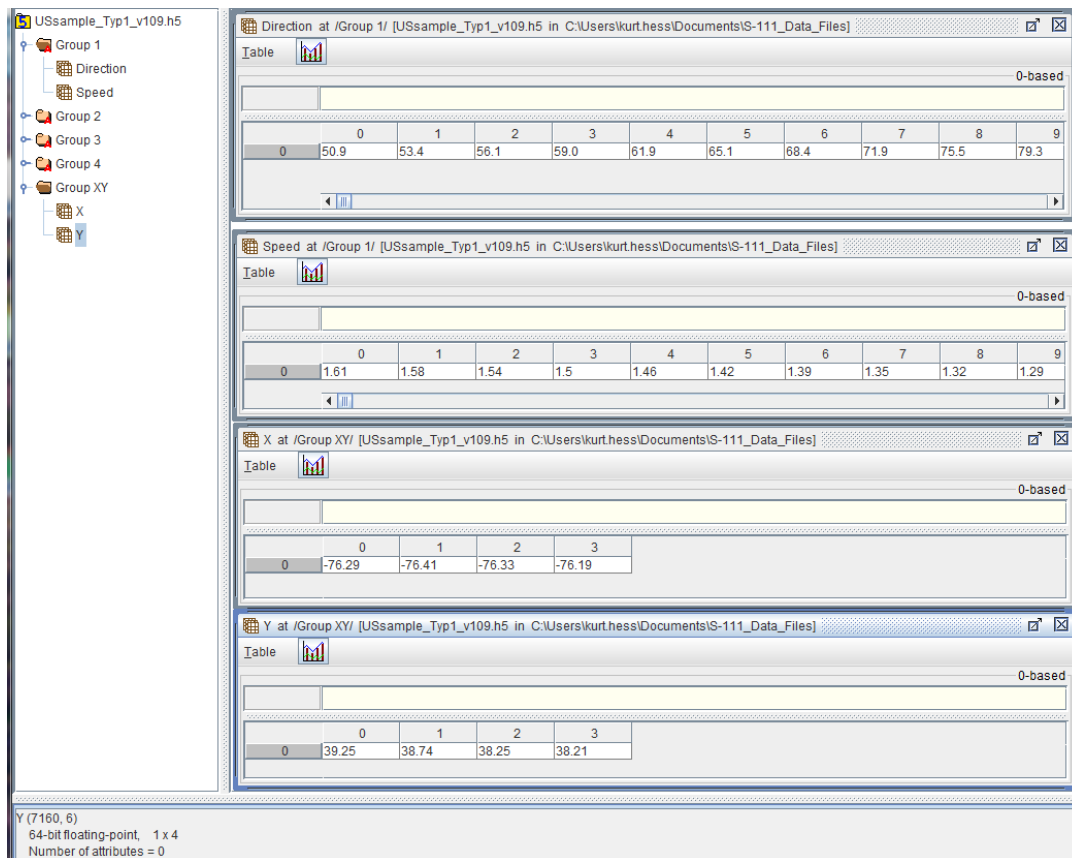 USsample_Typ1_v109.h5
Group 1
Direction
Speed
Group 2
Group 3
Group 4
Group XY
X
Y
Direction at /Group 1/ [USsample_Typ1_v109.h5 in C:\Users\kurt.hess\Documents\S-111_Data_Files]
Table
0-based
0 1 2 3 4 5 6 7 8 9
0 50.9 53.4 56.1 59.0 61.9 65.1 68.4 71.9 75.5 79.3
Speed at /Group 1/ [USsample_Typ1_v109.h5 in C:\Users\kurt.hess\Documents\S-111_Data_Files]
Table
0-based
0 1 2 3 4 5 6 7 8 9
0 1.61 1.58 1.54 1.5 1.46 1.42 1.39 1.35 1.32 1.29
X at /Group XY/ [USsample_Typ1_v109.h5 in C:\Users\kurt.hess\Documents\S-111_Data_Files]
Table
0-based
0 1 2 3
0 -76.29 -76.41 -76.33 -76.19
Y at /Group XY/ [USsample_Typ1_v109.h5 in C:\Users\kurt.hess\Documents\S-111_Data_Files]
Table
0-based
0 1 2 3
0 39.25 38.74 38.25 38.21
Y (7160, 6)
64-bit floating-point, 1 x 4
Number of attributes = 0